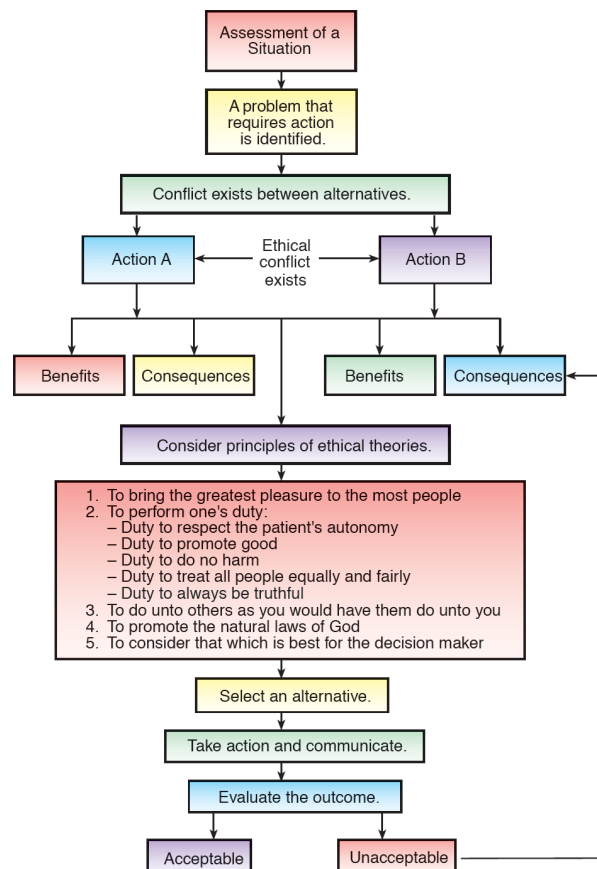 Assessment of a
Situation
A problem that
requires action
is identified.
Conflict exists between alternatives.
Action A
Ethical
conflict
exists
Action B
Benefits
Consequences
Benefits
Consequences
Consider principles of ethical theories.
1. To bring the greatest pleasure to the most people
2. To perform one's duty:
– Duty to respect the patient's autonomy
– Duty to promote good
– Duty to do no harm
– Duty to treat all people equally and fairly
– Duty to always be truthful
3. To do unto others as you would have them do unto you
4. To promote the natural laws of God
5. To consider that which is best for the decision maker
Select an alternative.
Take action and communicate.
Evaluate the outcome.
Acceptable
Unacceptable